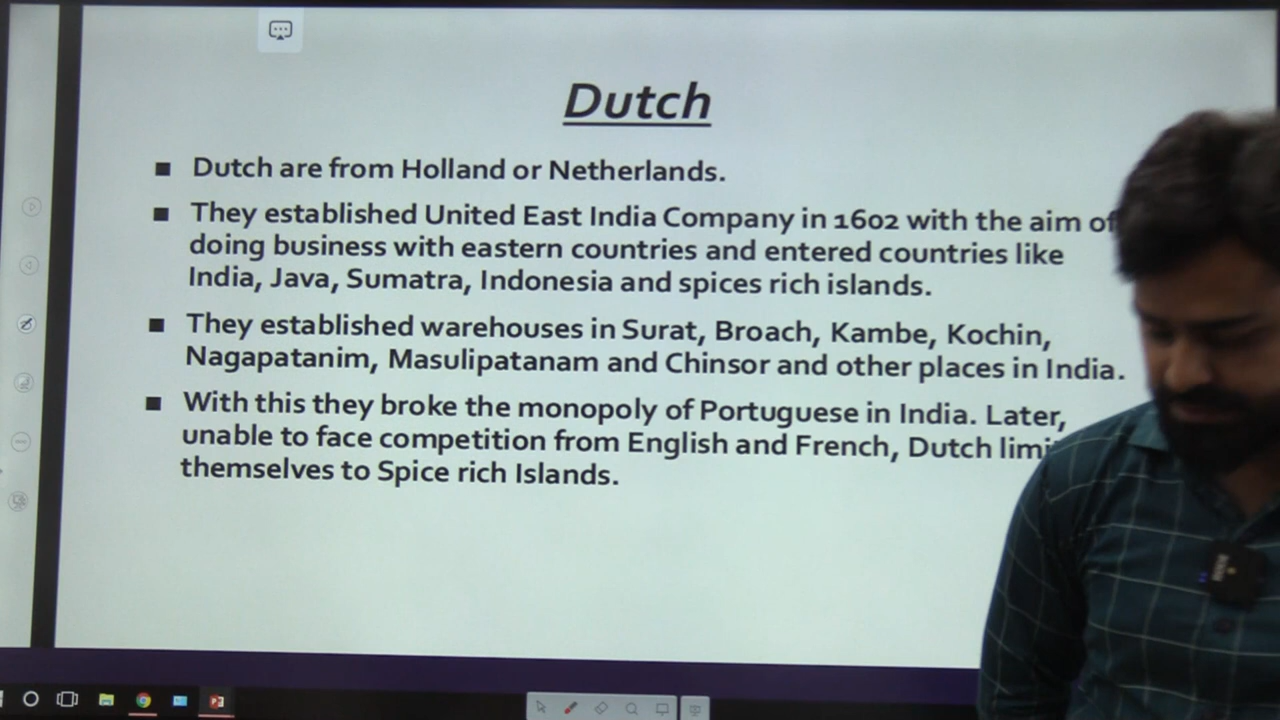 Dutch
■ Dutch are from Holland or Netherlands.
■ They established United East India Company in 1602 with the aim of
doing business with eastern countries and entered countries like
India, Java, Sumatra, Indonesia and spices rich islands.
■ They established warehouses in Surat, Broach, Kambe, Kochin,
Nagapatanim, Masulipatanam and Chinsor and other places in India.
■ With this they broke the monopoly of Portuguese in India. Later,
unable to face competition from English and French, Dutch
themselves to Spice rich Islands.